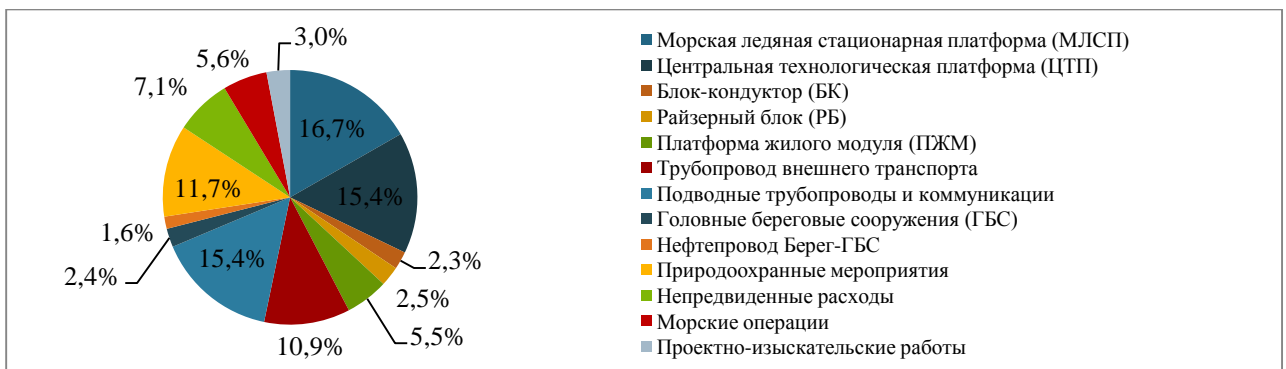 3,0%
5,6%
7,1%
16,7%
15,4%
11,7%
1,6%
2,4%
15,4%
2,3%
2,5%
5,5%
10,9%
Морская ледяная стационарная платформа (МЛСП)
Центральная технологическая платформа (ЦТП)
Блок-кондуктор (БК)
Райзерный блок (РБ)
Платформа жилого модуля (ПЖМ)
Трубопровод внешнего транспорта
Подводные трубопроводы и коммуникации
Головные береговые сооружения (ГБС)
Нефтепровод Берег-ГБС
Природоохранные мероприятия
Непредвиденные расходы
Морские операции
Проектно-изыскательские работы